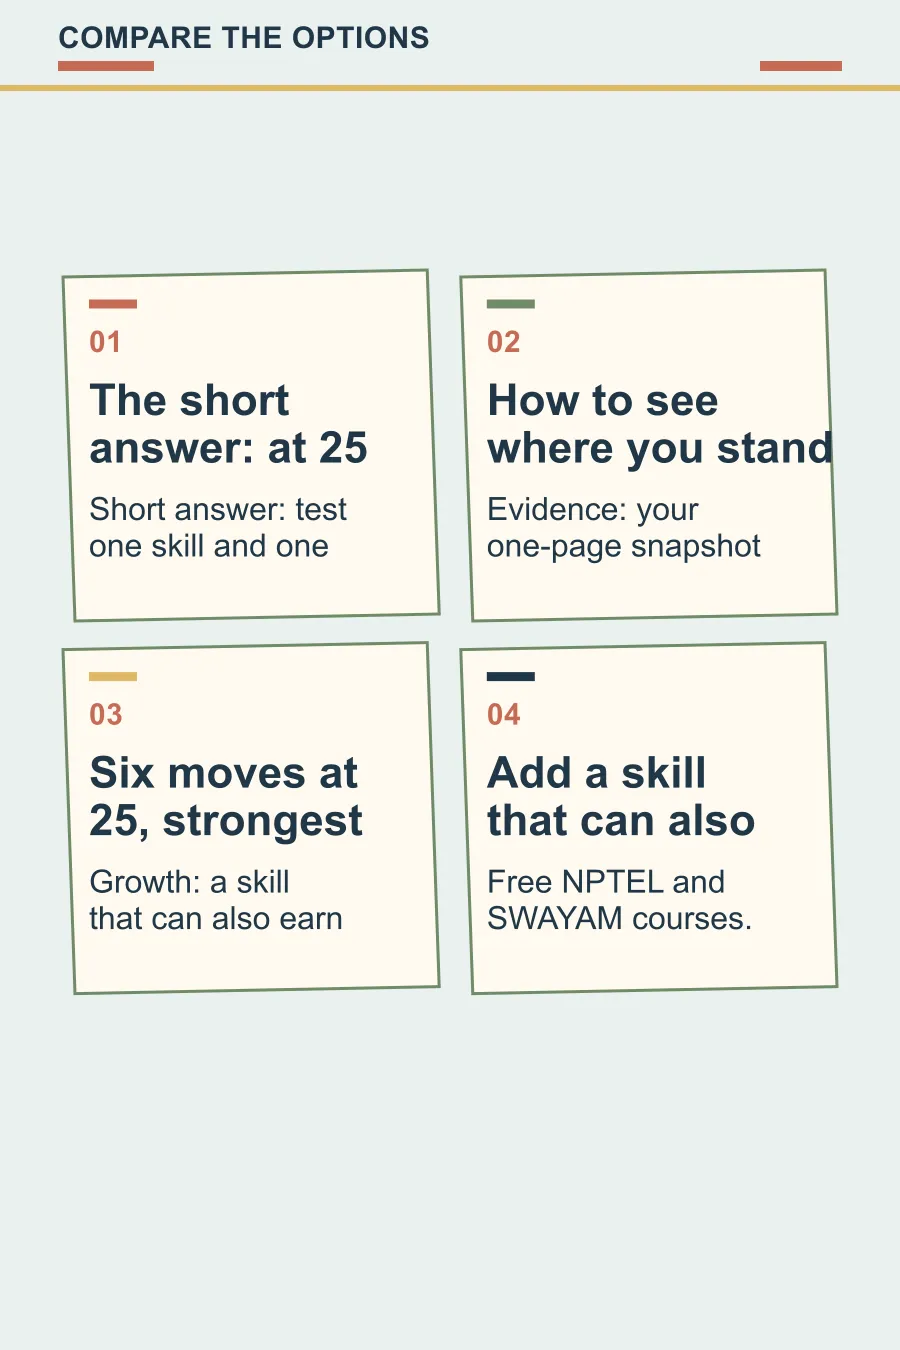 COMPARE THE OPTIONS
01
The short
answer: at 25
Short answer: test
one skill and one
02
How to see
where you stand
Evidence: your
one-page snapshot
03
Six moves at
25, strongest
Growth: a skill
that can also earn
04
Add a skill
that can also
Free NPTEL and
SWAYAM courses.